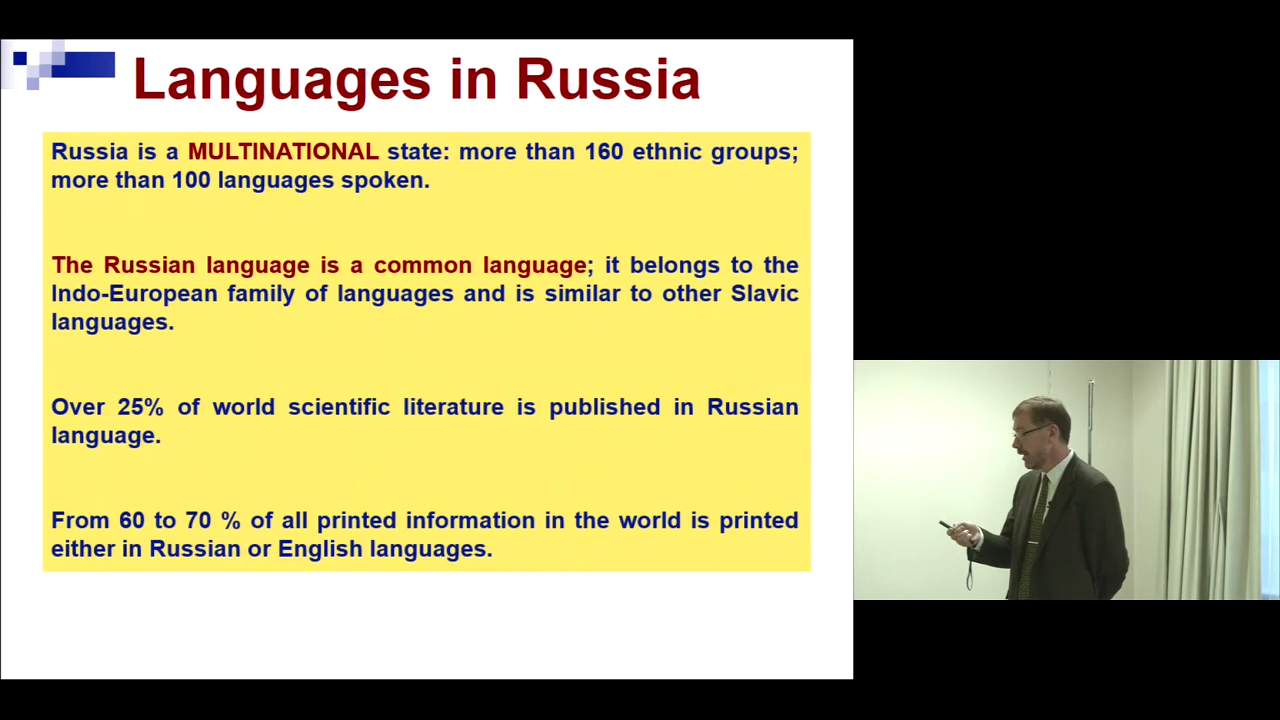 Languages in Russia
Russia is a MULTINATIONAL state: more than 160 ethnic groups;
more than 100 languages spoken.
The Russian language is a common language; it belongs to the
Indo-European family of languages and is similar to other Slavic
languages.
Over 25% of world scientific literature is published in Russian
language.
From 60 to 70 % of all printed information in the world is printed
either in Russian or English languages.